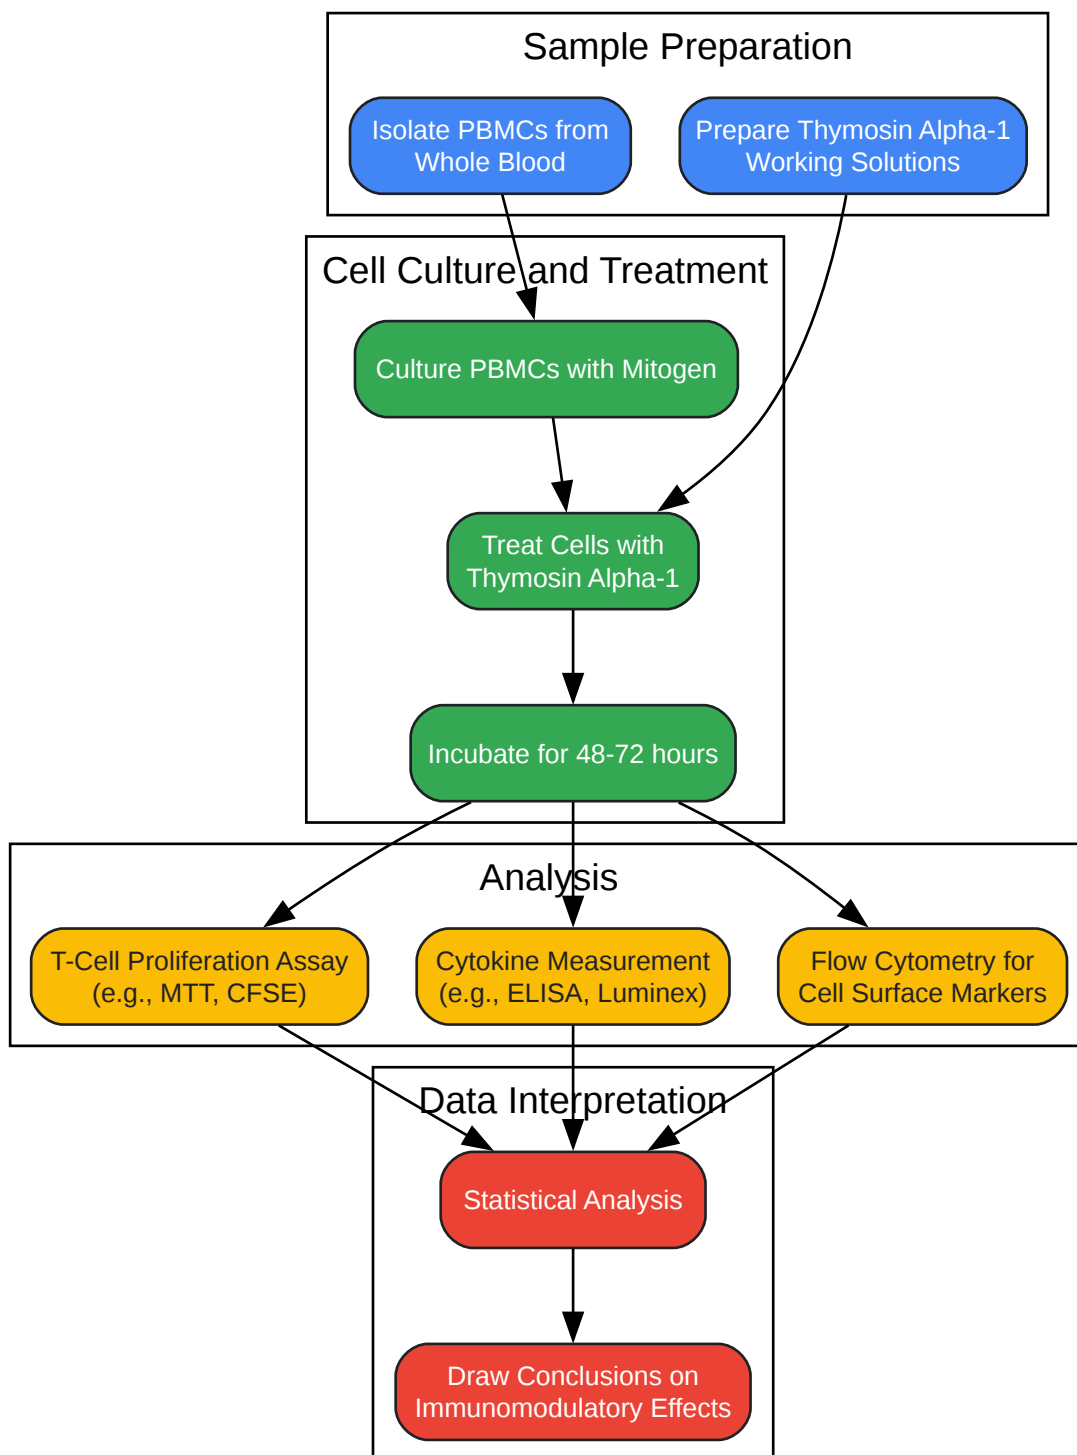 Sample Preparation
Isolate PBMCs from
Whole Blood
Prepare Thymosin Alpha-1
Working Solutions
Cell Culture and Treatment
Culture PBMCs with Mitogen
Treat Cells with
Thymosin Alpha-1
Incubate for 48-72 hours
Analysis
T-Cell Proliferation Assay
(e.g., MTT, CFSE)
Cytokine Measurement
(e.g., ELISA, Luminex)
Flow Cytometry for
Cell Surface Markers
Data Interpretation
Statistical Analysis
Draw Conclusions on
Immunomodulatory Effects